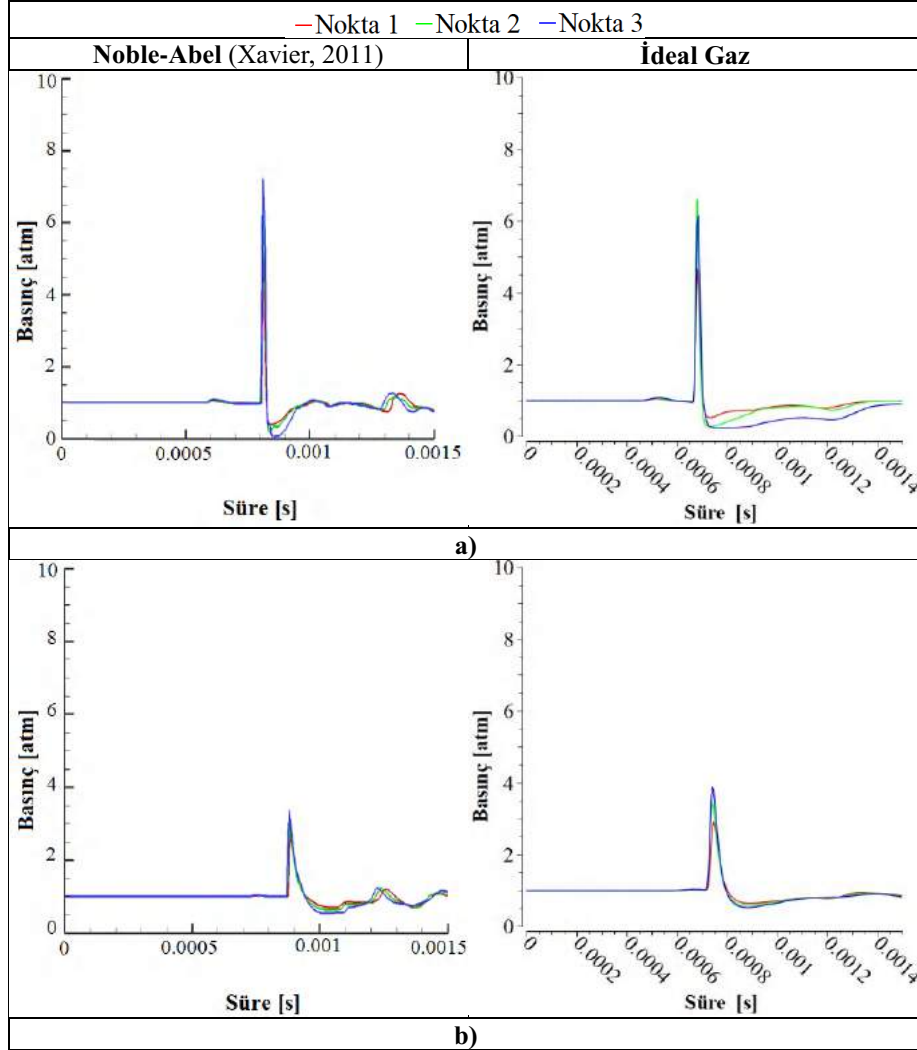 Nokta 1 Nokta 2 Nokta 3
Noble-Abel (Xavier, 2011) İdeal Gaz
10
8
6
4
2
0
Basınç [atm]
0 0.0005 0.001 0.0015
Süre [s]
10
8
6
4
2
0
Basınç [atm]
0 0.0002 0.0004 0.0006 0.0008 0.001 0.0012 0.0014
Süre [s]
a)
10
8
6
4
2
0
Basınç [atm]
0 0.0005 0.001 0.0015
Süre [s]
10
8
6
4
2
0
Basınç [atm]
0 0.0002 0.0004 0.0006 0.0008 0.001 0.0012 0.0014
Süre [s]
b)